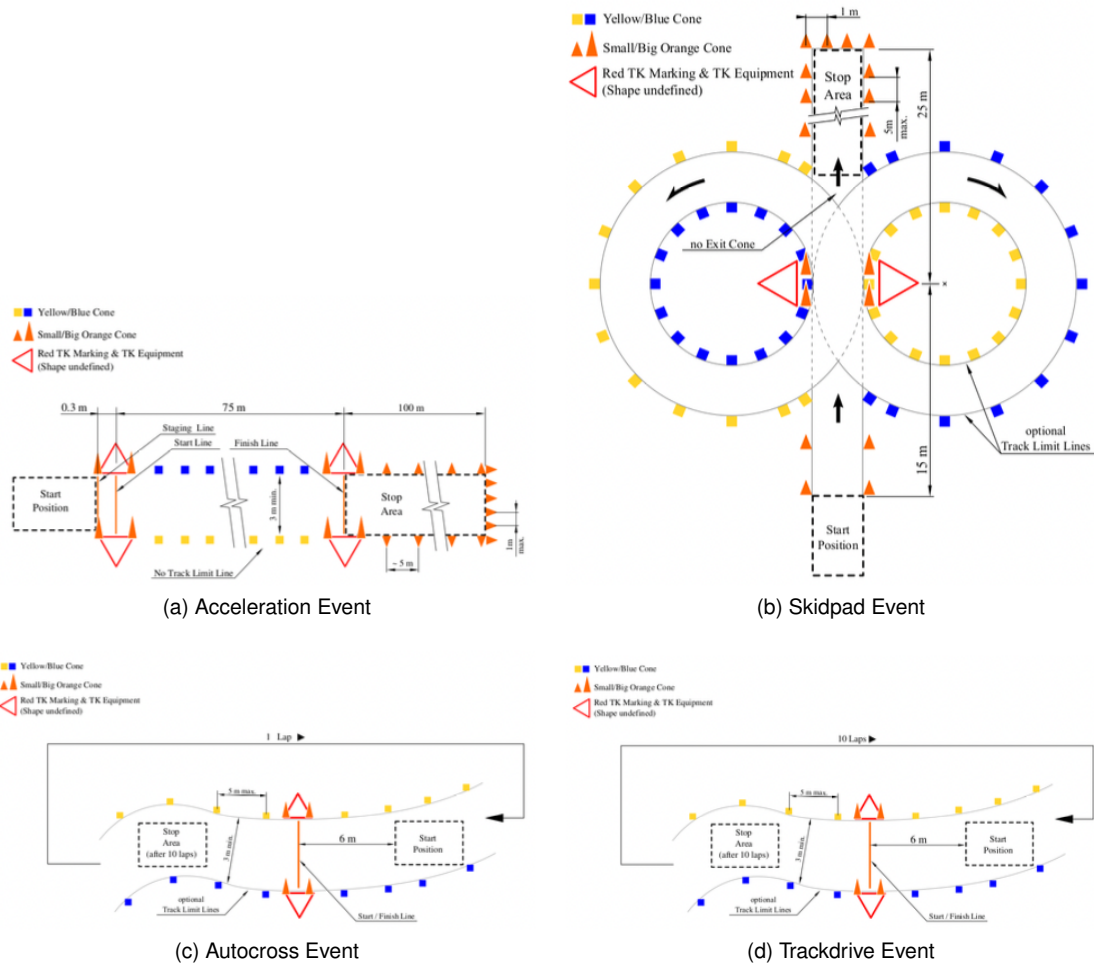 Yellow/Blue Cone
Small/Big Orange Cone
Red TK Marking & TK Equipment
(Shape undefined)
0.3 m
75 m
100 m
Staging Line
Start Line
Finish Line
Start
Position
3 m min.
Stop
Area
1m
max.
~ 5 m
No Track Limit Line
(a) Acceleration Event
Yellow/Blue Cone
Small/Big Orange Cone
Red TK Marking & TK Equipment
(Shape undefined)
1 m
Stop
Area
5m
max.
25 m
no Exit Cone
optional
Track Limit Lines
15 m
Start
Position
(b) Skidpad Event
Yellow/Blue Cone
Small/Big Orange Cone
Red TK Marking & TK Equipment
(Shape undefined)
1 Lap
5 m max.
Stop
Area
(after 10 laps)
3 m min.
6 m
Start
Position
optional
Track Limit Lines
Start / Finish Line
(c) Autocross Event
Yellow/Blue Cone
Small/Big Orange Cone
Red TK Marking & TK Equipment
(Shape undefined)
10 Laps
5 m max.
Stop
Area
(after 10 laps)
3 m min.
6 m
Start
Position
optional
Track Limit Lines
Start / Finish Line
(d) Trackdrive Event